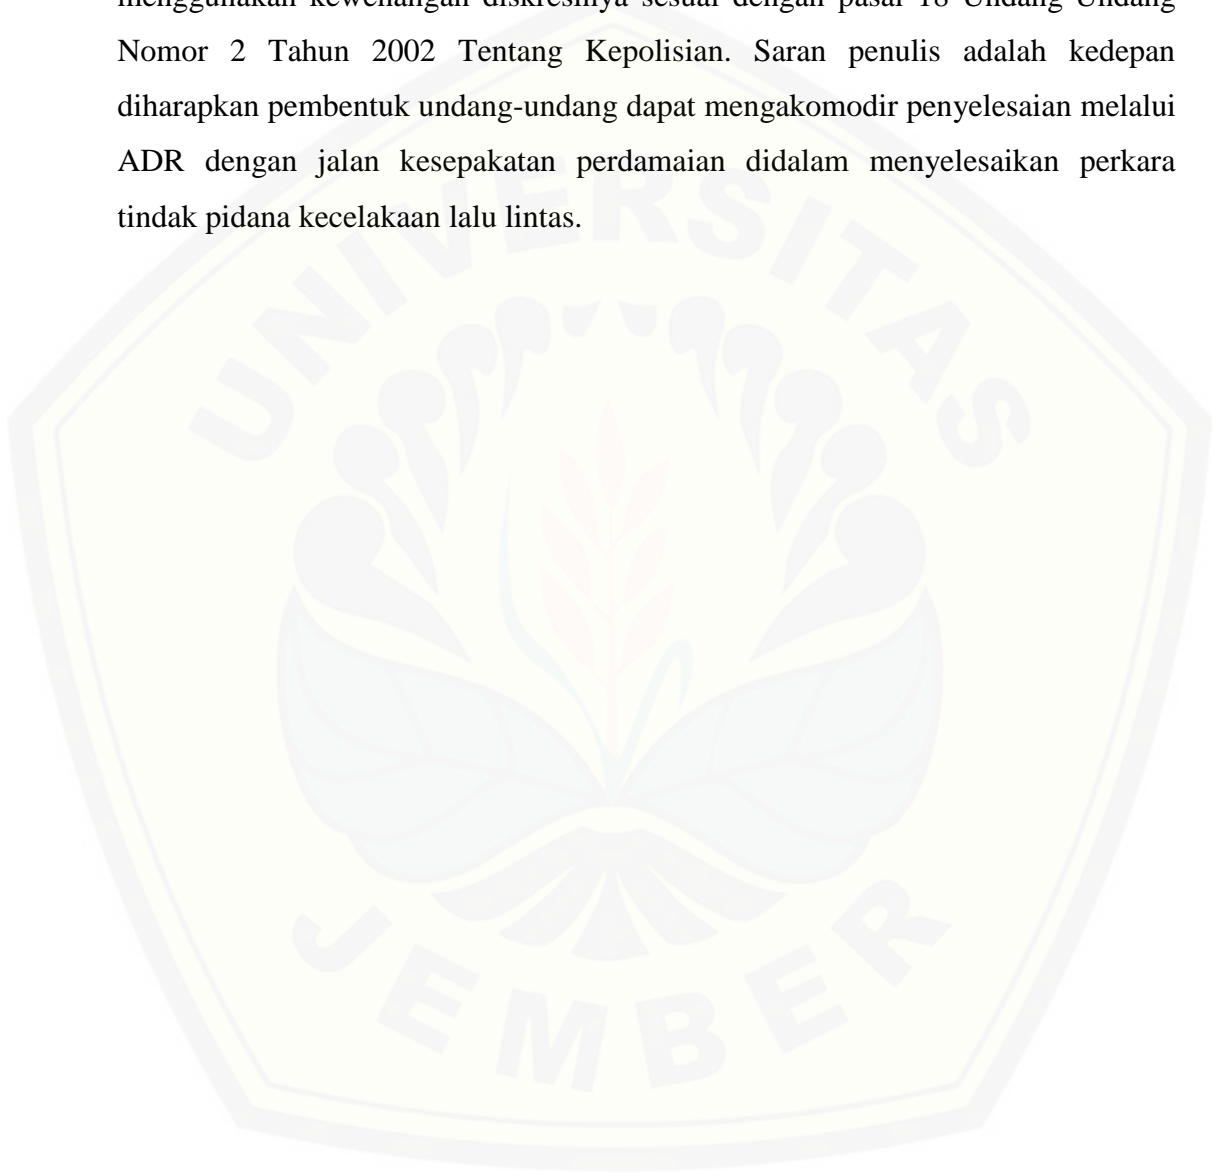 menggunakan kewenangan diskresinya sesuai dengan pasal 18 Undang Undang
Nomor 2 Tahun 2002 Tentang Kepolisian. Saran penulis adalah kedepan
diharapkan pembentuk undang-undang dapat mengakomodir penyelesaian melalui
ADR dengan jalan kesepakatan perdamaian didalam menyelesaikan perkara
tindak pidana kecelakaan lalu lintas.
UNIVERSITAS
JEMBER